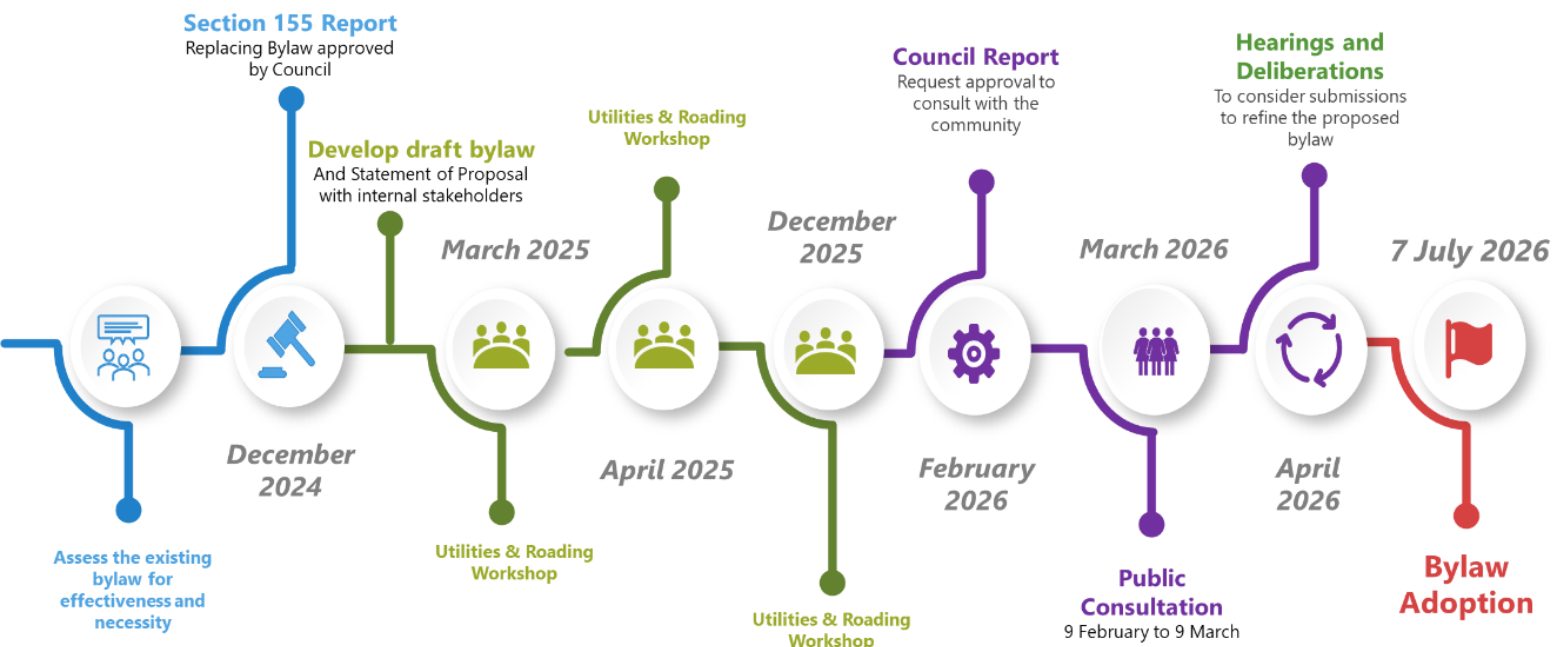 Section 155 Report
Replacing Bylaw approved
by Council
Develop draft bylaw
And Statement of Proposal
with internal stakeholders
Utilities & Roading
Workshop
Council Report
Request approval to
consult with the
community
Hearings and
Deliberations
To consider submissions
to refine the proposed
bylaw
March 2025
December
2025
March 2026
7 July 2026
December
2024
April 2025
February
2026
April
2026
Assess the existing
bylaw for
effectiveness and
necessity
Utilities & Roading
Workshop
Utilities & Roading
Workshop
Public
Consultation
9 February to 9 March
Bylaw
Adoption